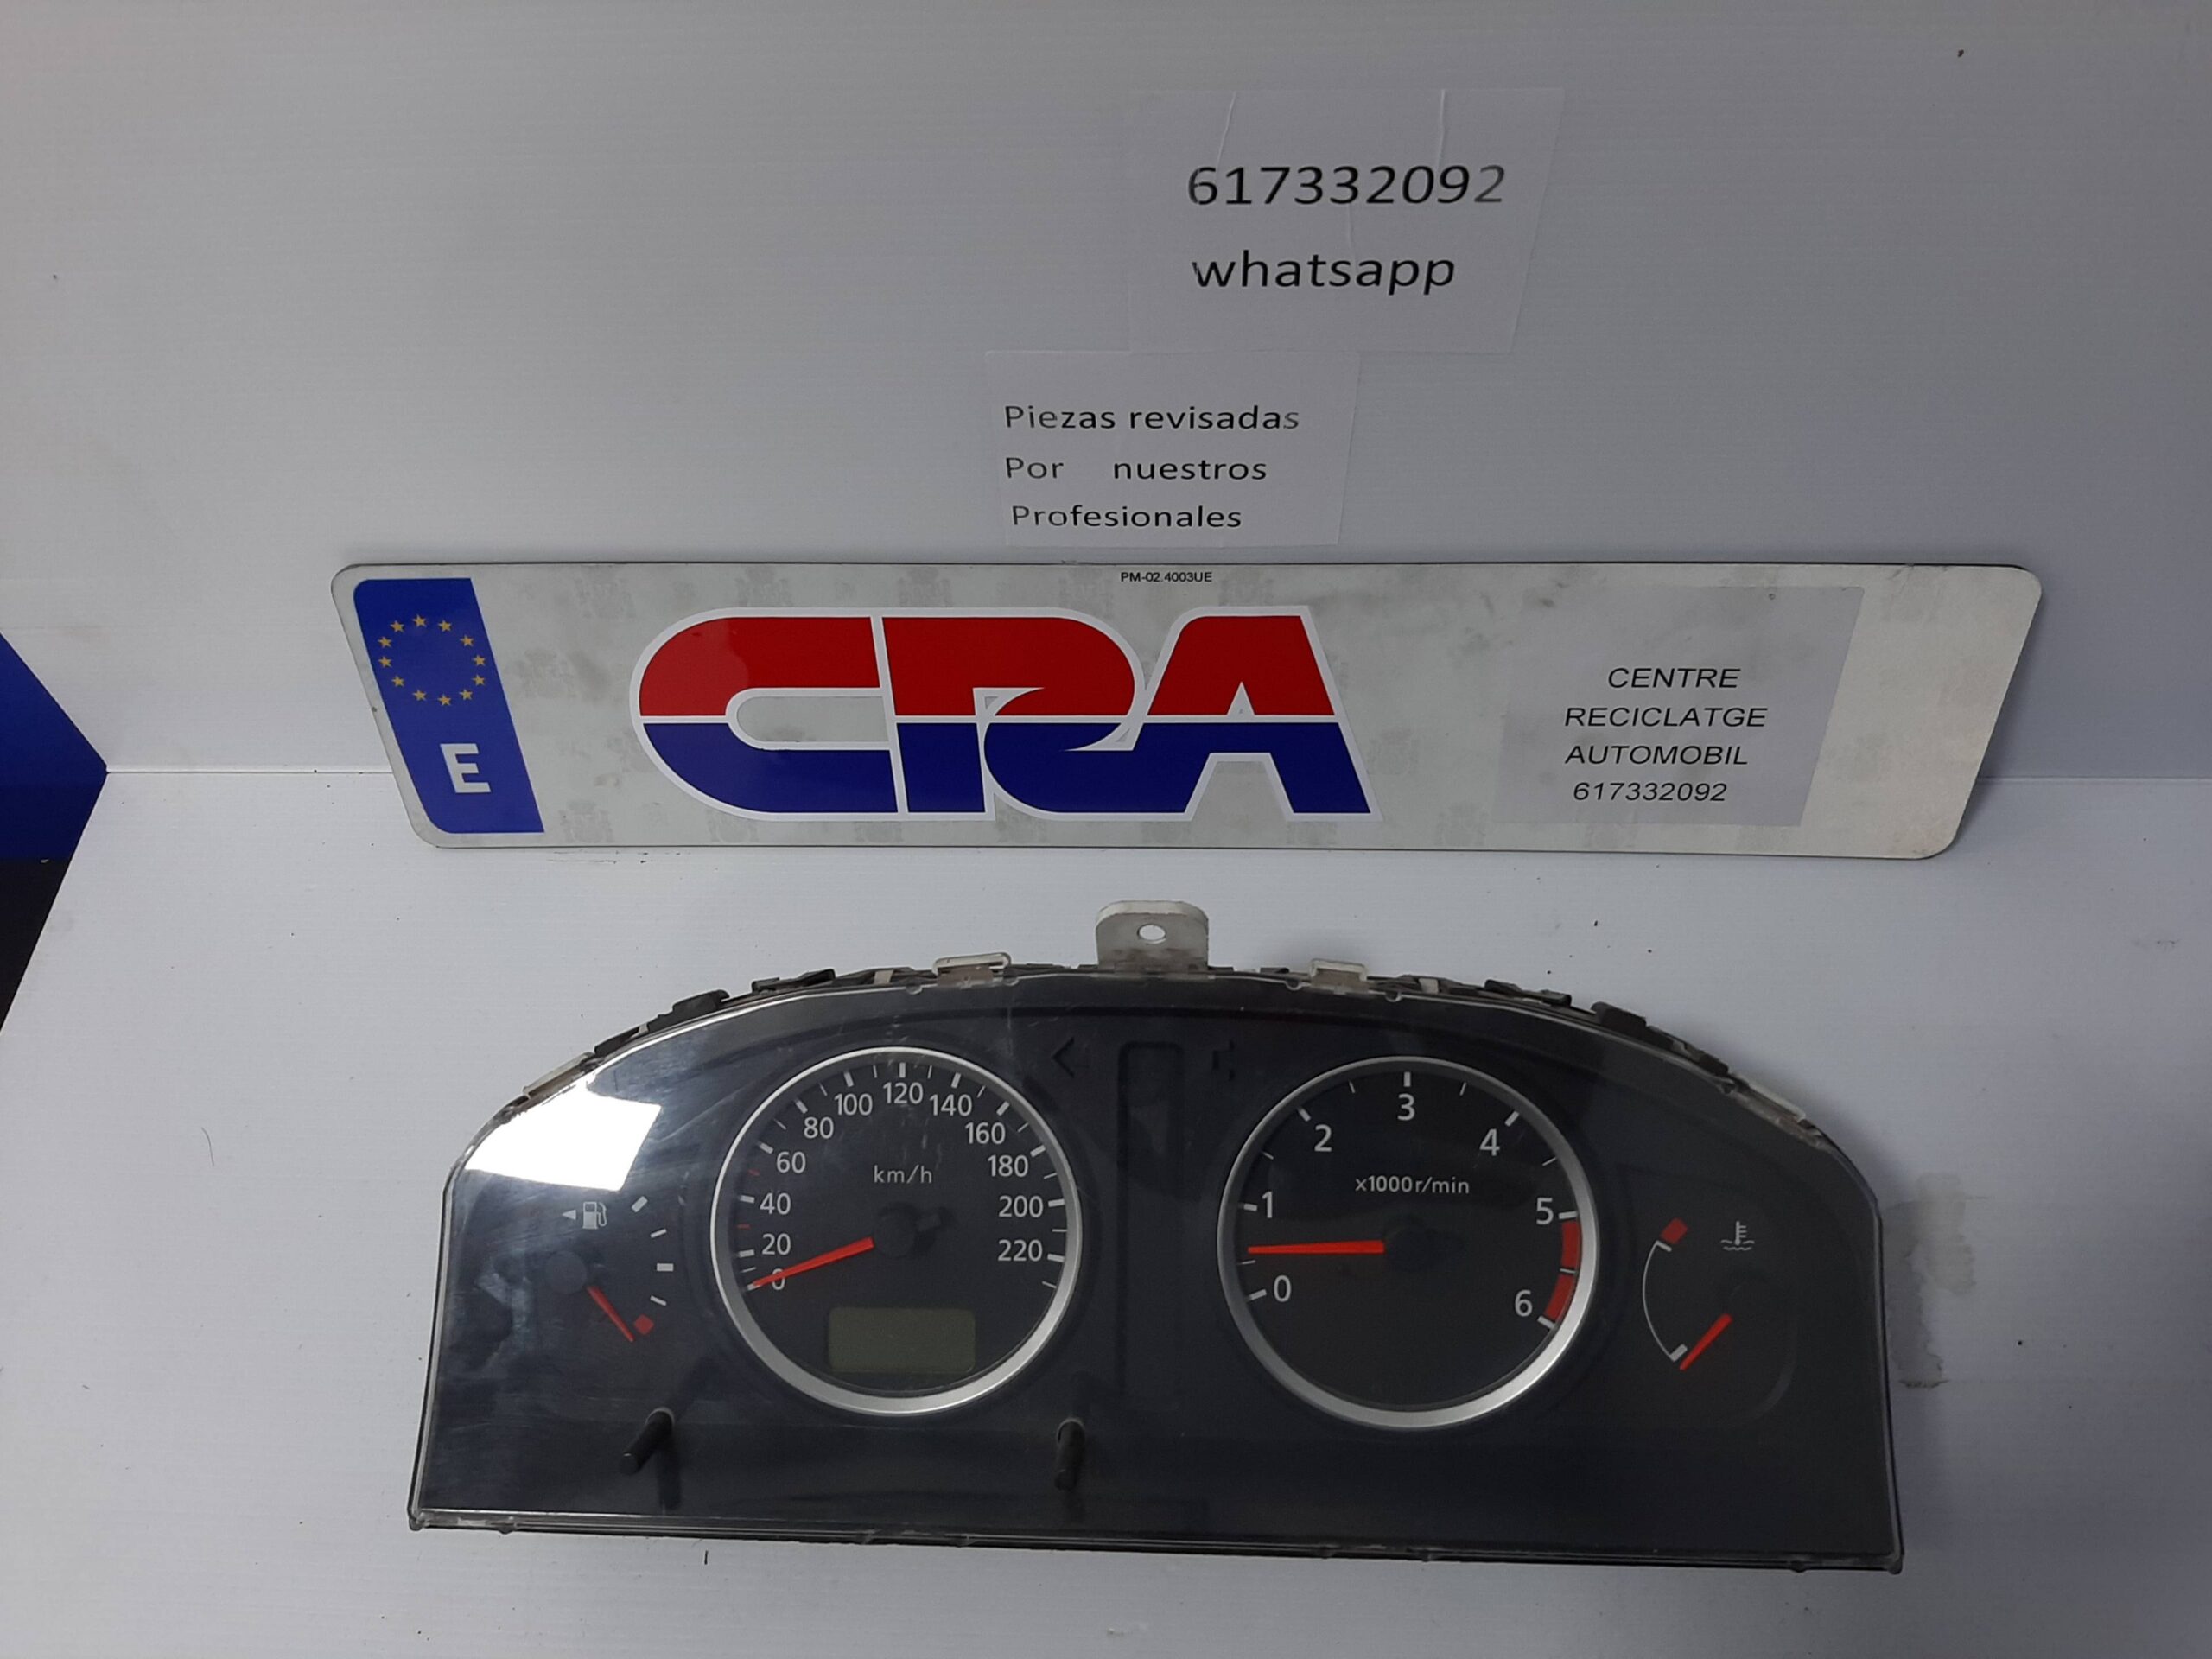 617332092
whatsapp
Piezas revisadas
Por nuestros
Profesionales
PM-02.4003UE
E
CRA
CENTRE
RECICLATGE
AUTOMOBIL
617332092
0
20
40
60
80
100
120
140
160
180
200
220
km/h
0
1
2
3
4
5
6
x1000r/min